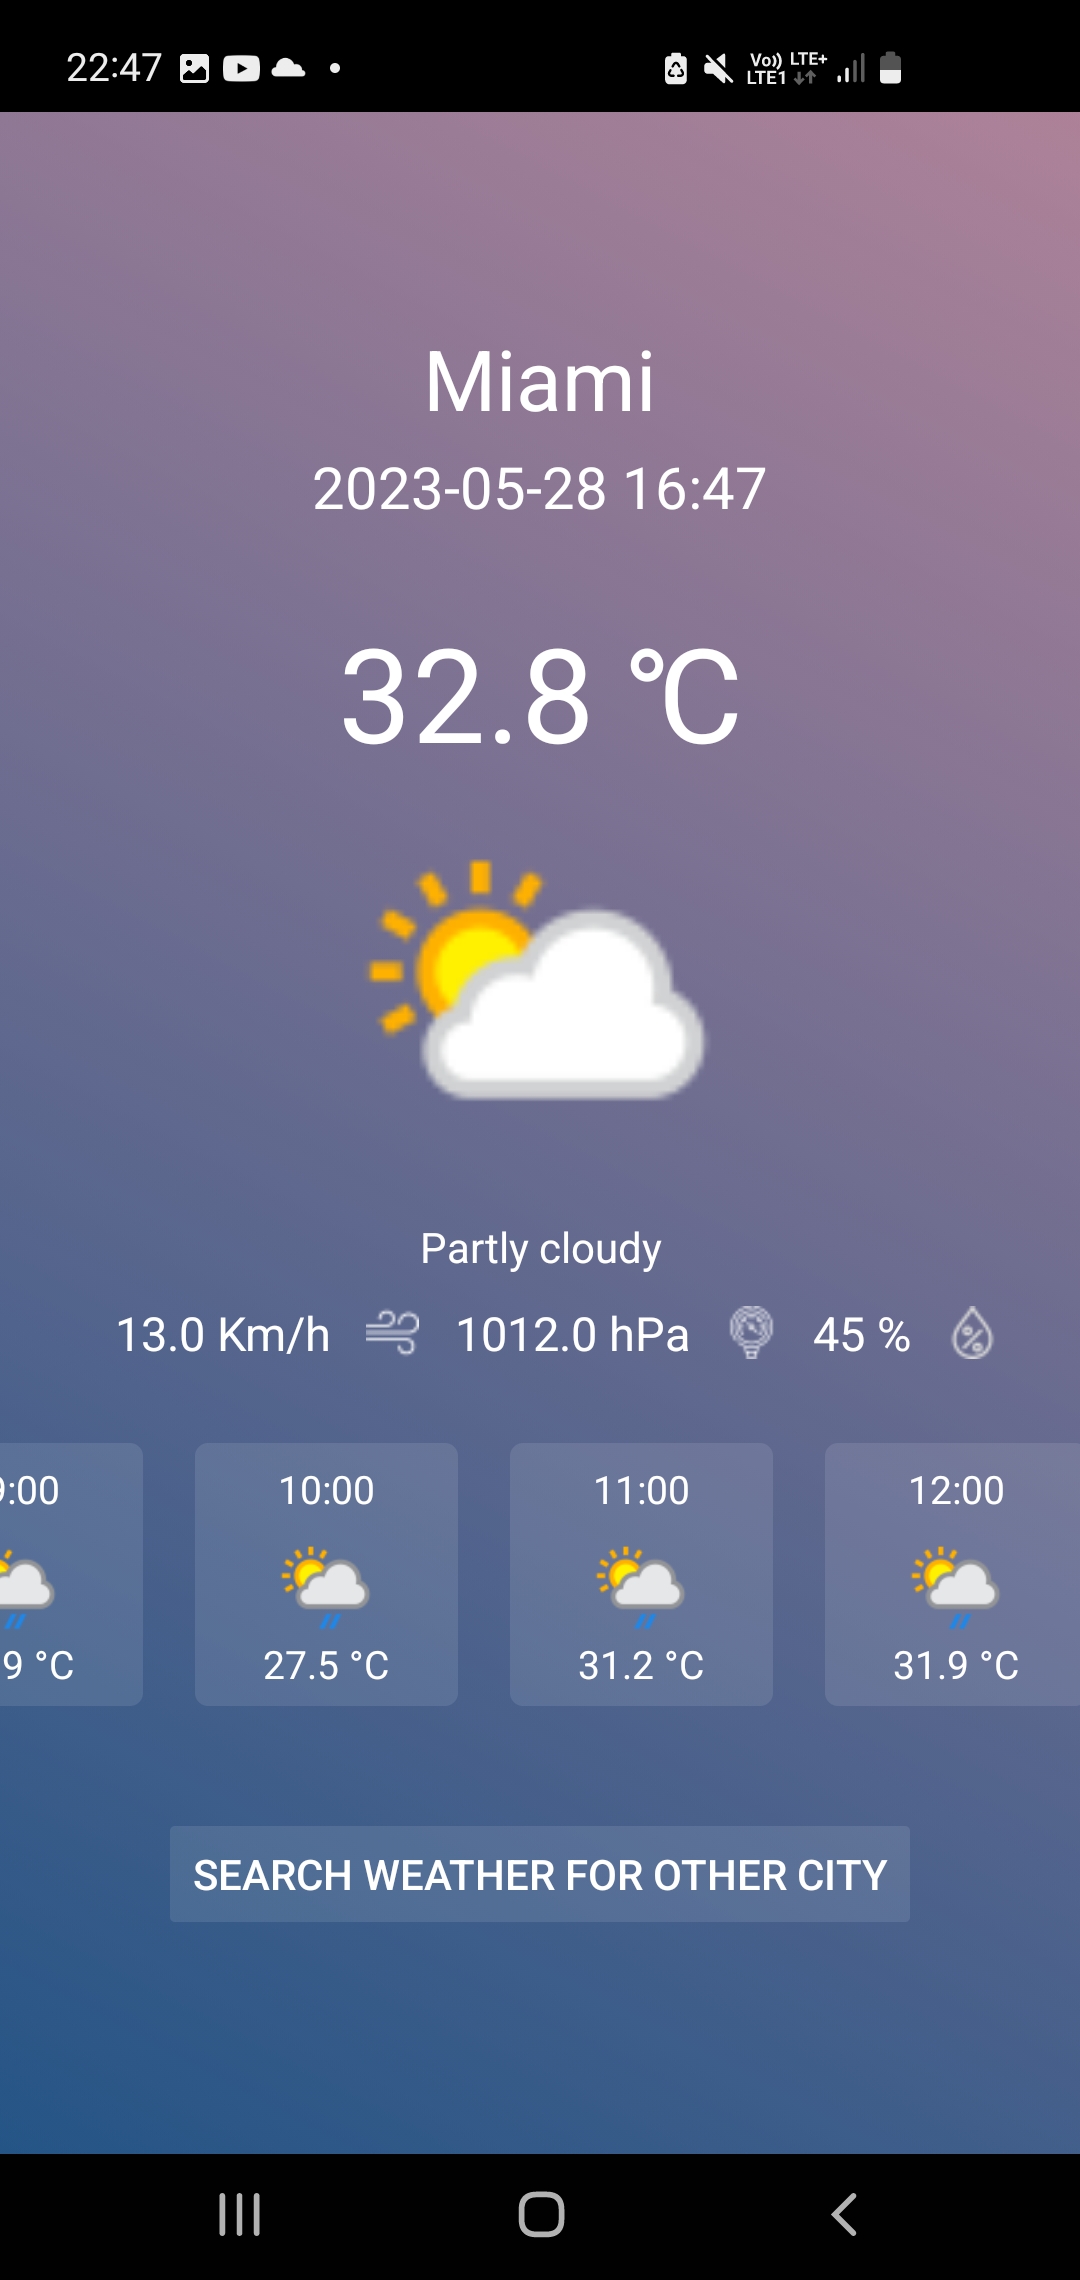 22:47
Vo)) LTE+
LTE1
Miami
2023-05-28 16:47
32.8 °C
Partly cloudy
13.0 Km/h 1012.0 hPa 45 %
:00 10:00 11:00 12:00
9 °C 27.5 °C 31.2 °C 31.9 °C
SEARCH WEATHER FOR OTHER CITY